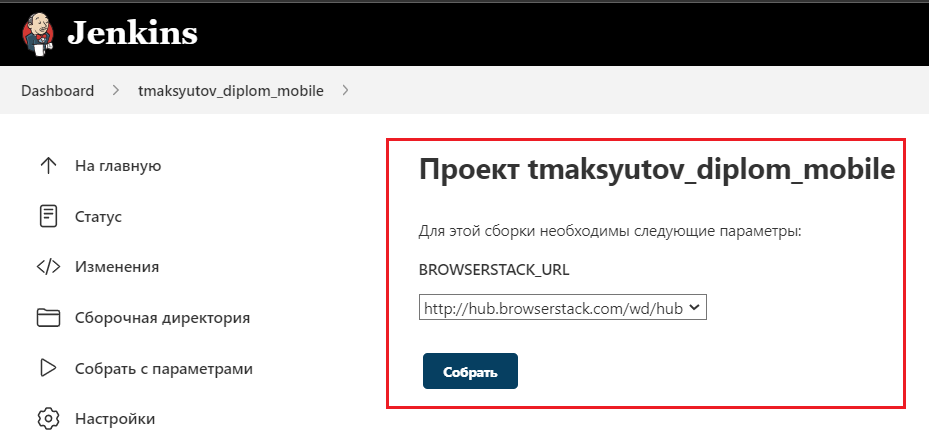 Jenkins
Dashboard
tmaksyutov_diplom_mobile
На главную
Статус
Изменения
Сборочная директория
Собрать с параметрами
Настройки
Проект tmaksyutov_diplom_mobile
Для этой сборки необходимы следующие параметры:
BROWSERSTACK_URL
http://hub.browserstack.com/wd/hub
Собрать